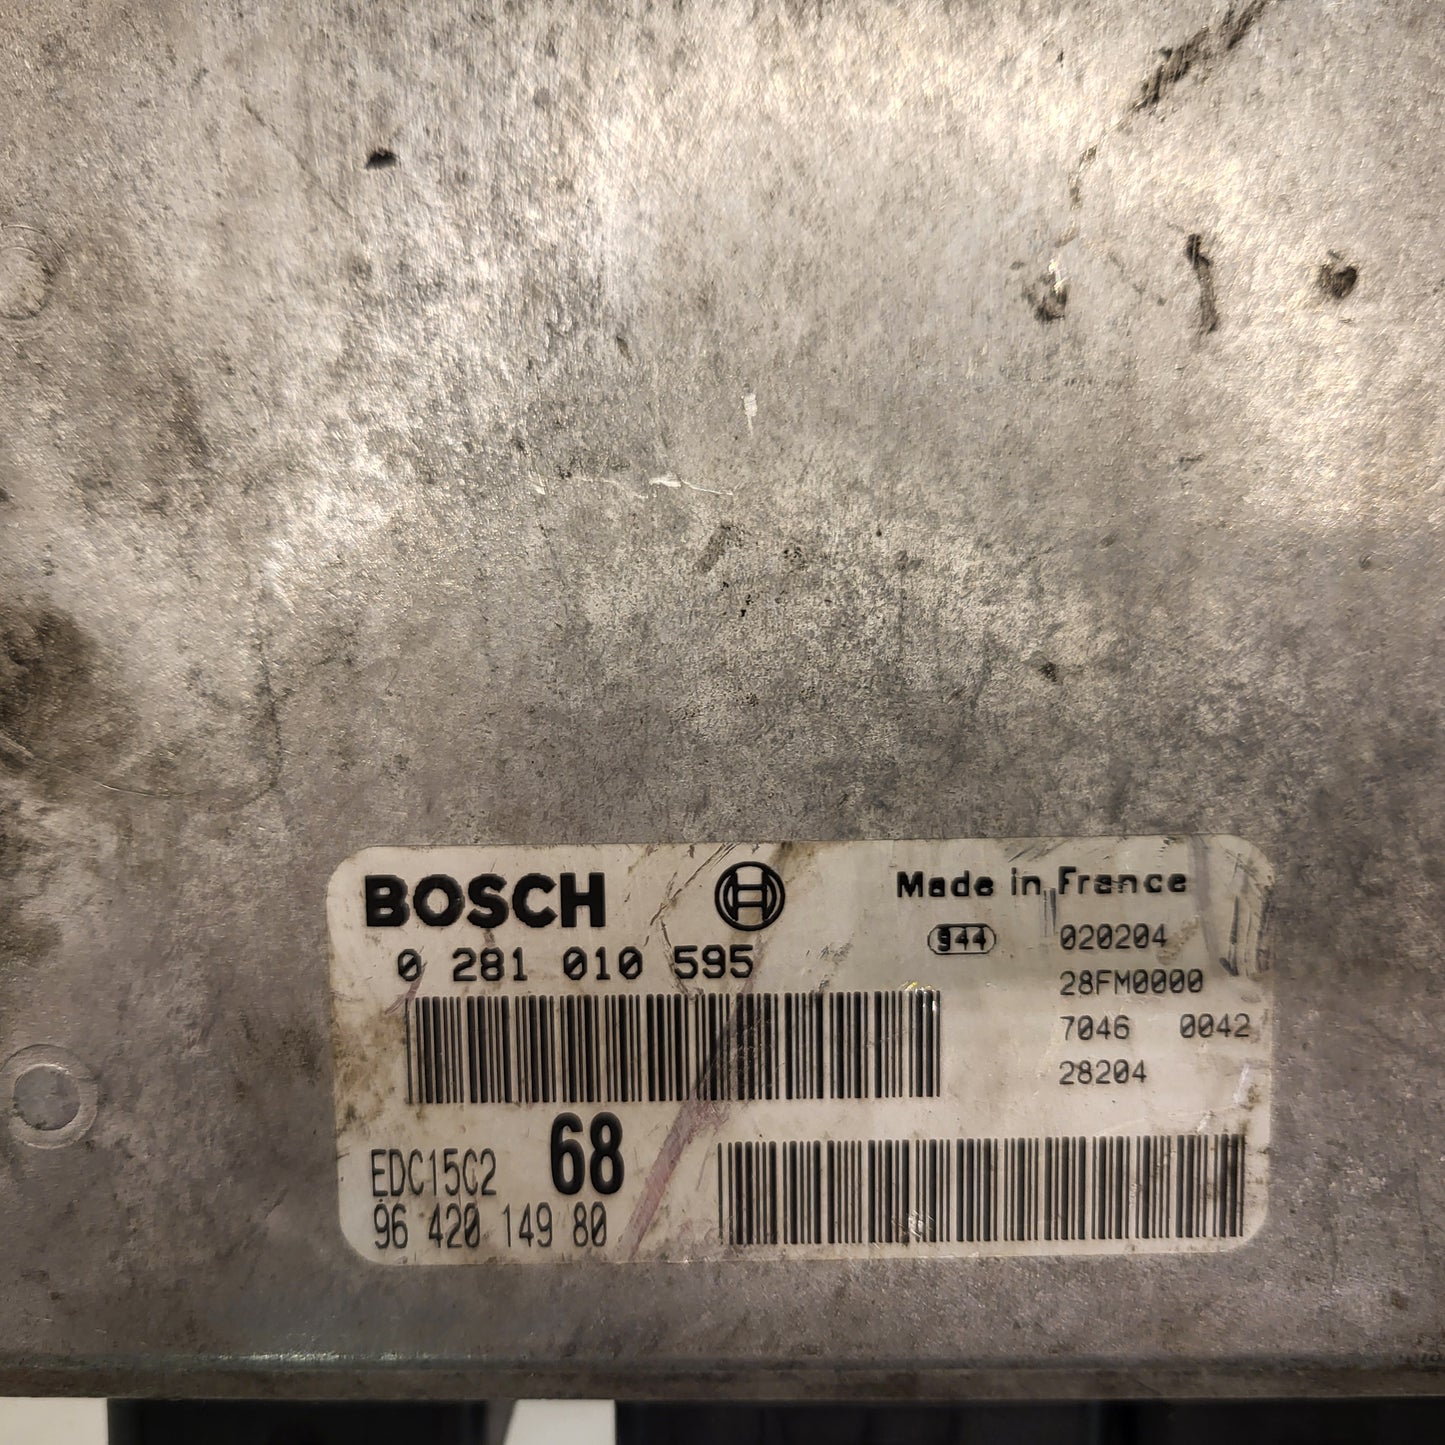 BOSCH
0 281 010 595
Made in France
944 020204
28FM0000
7046 0042
28204
EDC15C2 68
96 420 149 80